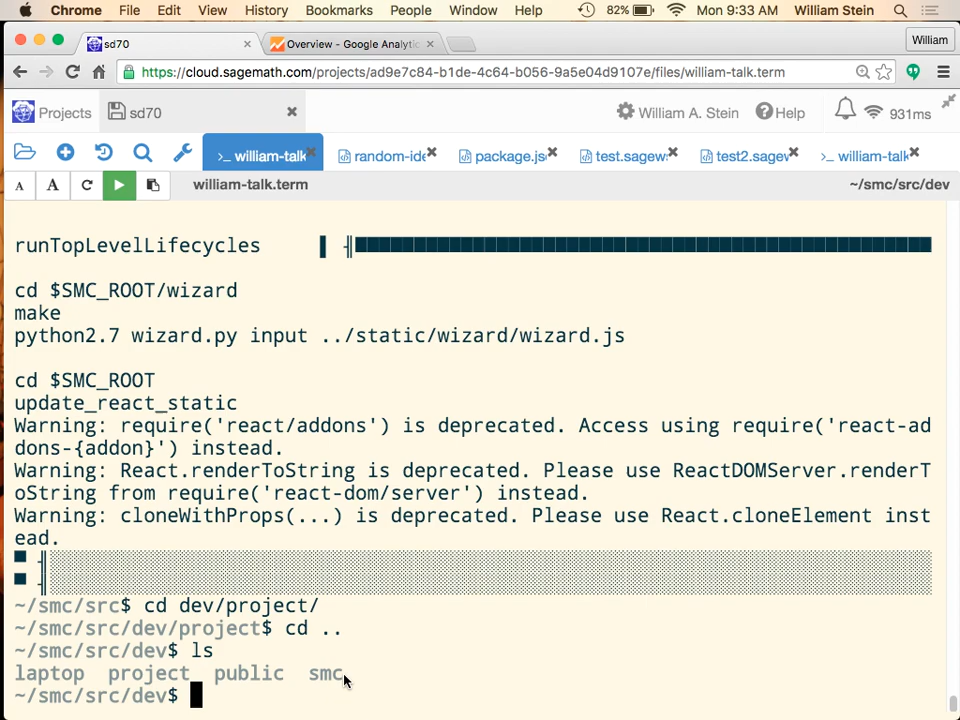 Chrome File Edit View History Bookmarks People Window Help 82% Mon 9:33 AM William Stein
sd70 Overview - Google Analytic William
https://cloud.sagemath.com/projects/ad9e7c84-b1de-4c64-b056-9a5e04d9107e/files/william-talk.term
Projects sd70 William A. Stein Help 931ms
>_ william-talk random-ide package.js test.sagew test2.sagew >_ william-talk
A A william-talk.term ~/smc/src/dev
runTopLevelLifecycles
cd $SMC_ROOT/wizard
make
python2.7 wizard.py input ../static/wizard/wizard.js
cd $SMC_ROOT
update_react_static
Warning: require('react/addons') is deprecated. Access using require('react-ad
dons-{addon}') instead.
Warning: React.renderToString is deprecated. Please use ReactDOMServer.renderT
oString from require('react-dom/server') instead.
Warning: cloneWithProps(...) is deprecated. Please use React.cloneElement inst
ead.
~/smc/src$ cd dev/project/
~/smc/src/dev/project$ cd ..
~/smc/src/dev$ ls
laptop project public smc
~/smc/src/dev$